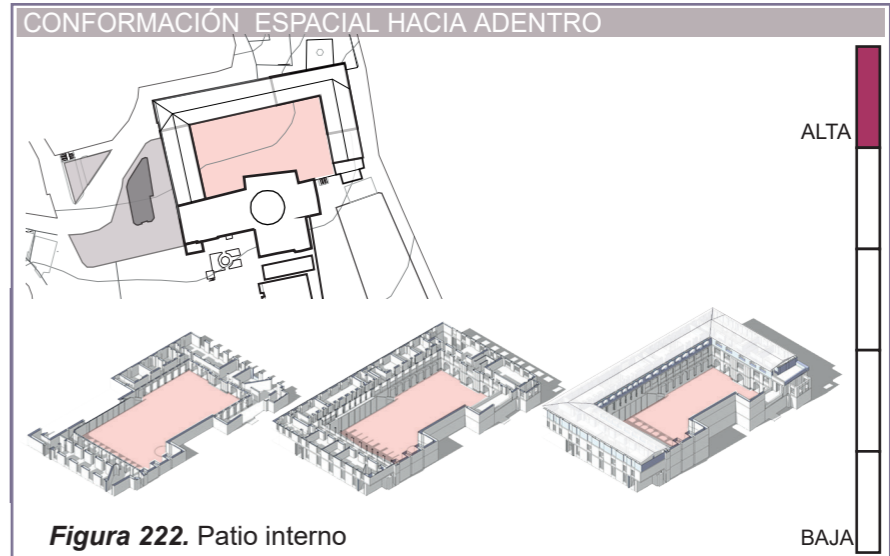 CONFORMACIÓN ESPACIAL HACIA ADENTRO
ALTA
BAJA
Figura 222. Patio interno